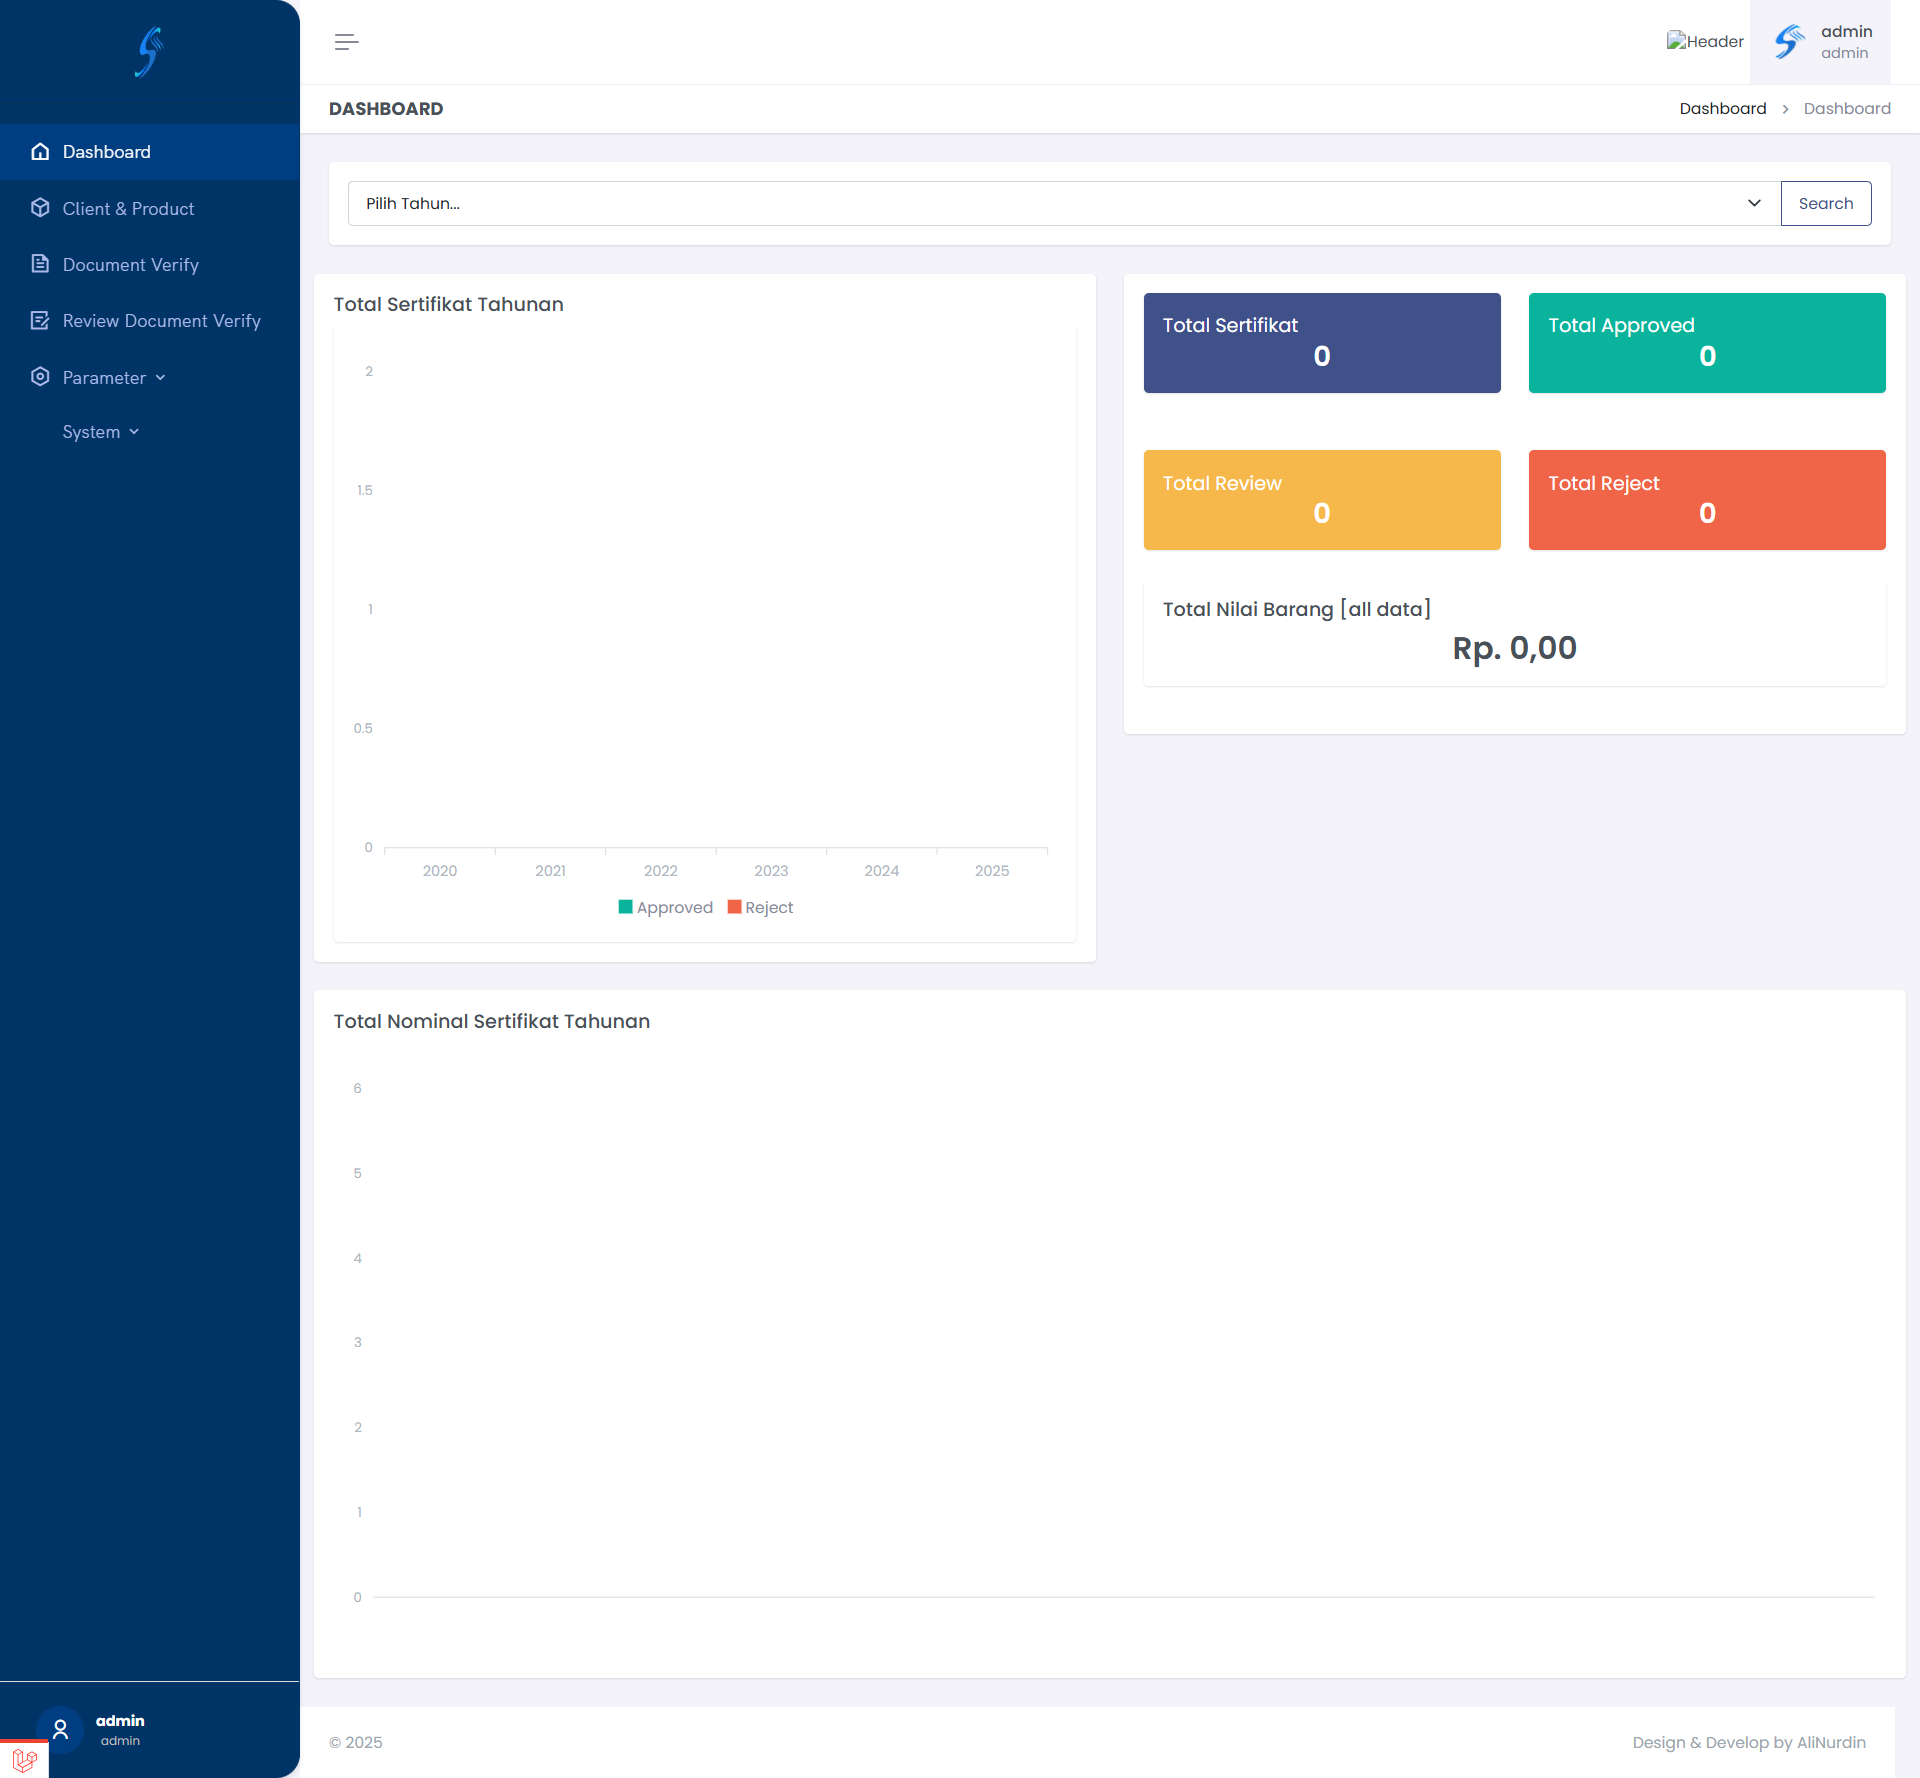 Header
admin
admin
DASHBOARD
Dashboard > Dashboard
Dashboard
Client & Product
Document Verify
Review Document Verify
Parameter
System
Pilih Tahun...
Search
Total Sertifikat Tahunan
2
1.5
1
0.5
0
2020 2021 2022 2023 2024 2025
Approved Reject
Total Sertifikat
0
Total Approved
0
Total Review
0
Total Reject
0
Total Nilai Barang [all data]
Rp. 0,00
Total Nominal Sertifikat Tahunan
6
5
4
3
2
1
0
admin
admin
© 2025
Design & Develop by AliNurdin